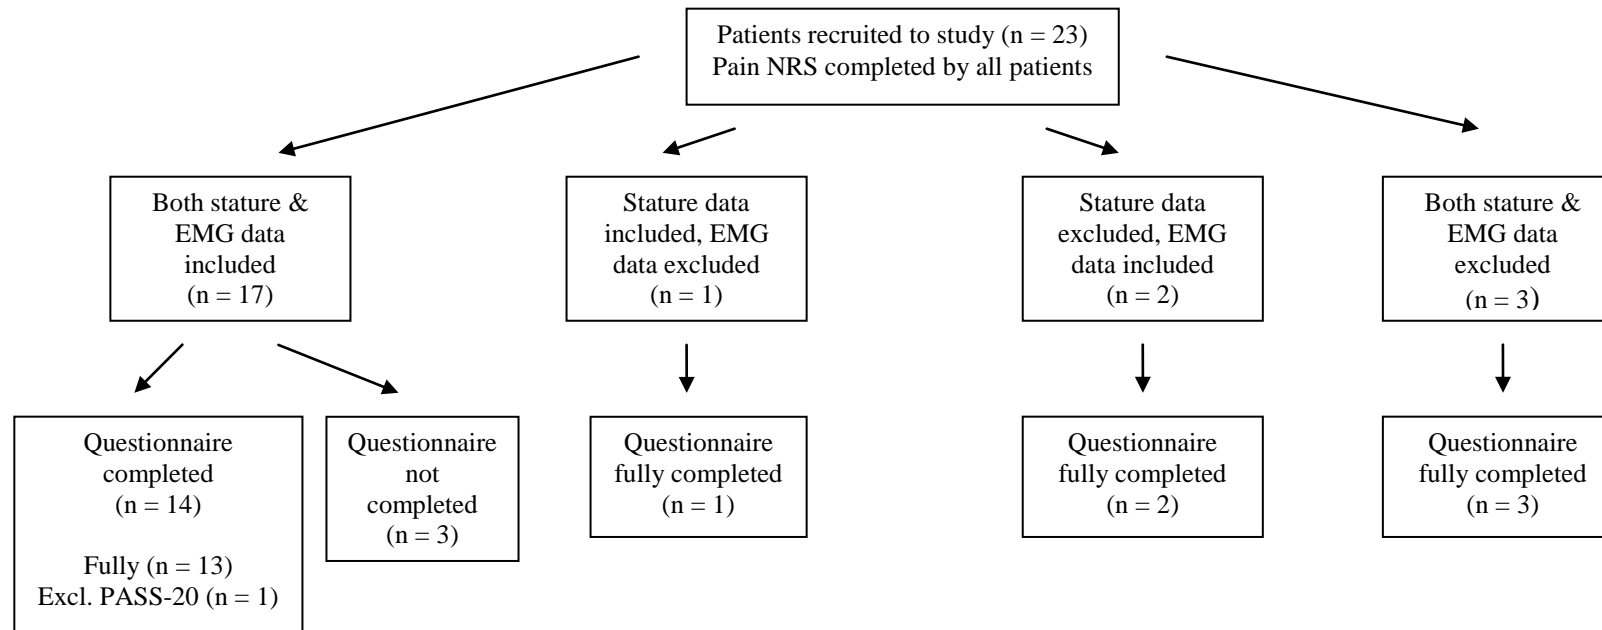 Patients recruited to study (n = 23)
Pain NRS completed by all patients
Both stature &
EMG data
included
(n = 17)
Stature data
included, EMG
data excluded
(n = 1)
Stature data
excluded, EMG
data included
(n = 2)
Both stature &
EMG data
excluded
(n = 3)
Questionnaire
completed
(n = 14)
Fully (n = 13)
Excl. PASS-20 (n = 1)
Questionnaire
not
completed
(n = 3)
Questionnaire
fully completed
(n = 1)
Questionnaire
fully completed
(n = 2)
Questionnaire
fully completed
(n = 3)